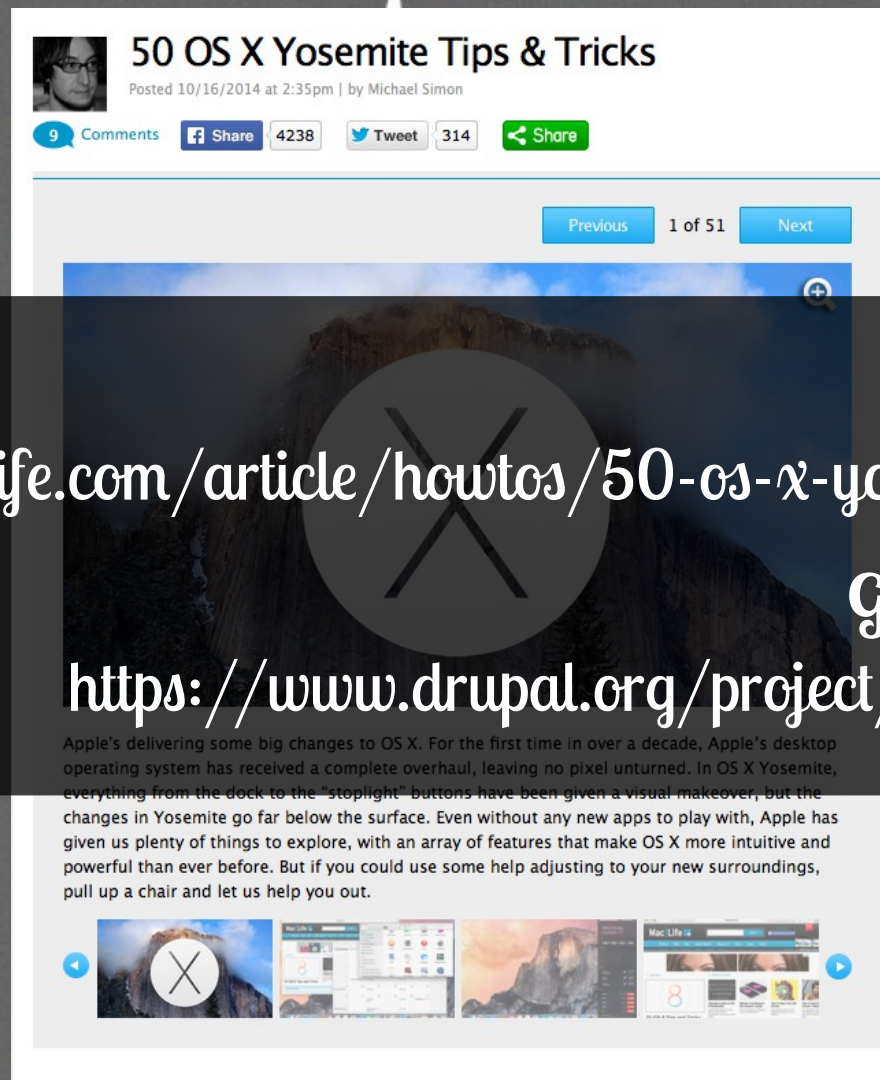 50 OS X Yosemite Tips & Tricks
Posted 10/16/2014 at 2:35pm | by Michael Simon
9 Comments Share 4238 Tweet 314 Share
Previous 1 of 51 Next
ife.com/article/howtos/50-os-x-yo
g
https://www.drupal.org/project/
Apple's delivering some big changes to OS X. For the first time in over a decade, Apple's desktop
operating system has received a complete overhaul, leaving no pixel unturned. In OS X Yosemite,
everything from the dock to the "stoplight" buttons have been given a visual makeover, but the
changes in Yosemite go far below the surface. Even without any new apps to play with, Apple has
given us plenty of things to explore, with an array of features that make OS X more intuitive and
powerful than ever before. But if you could use some help adjusting to your new surroundings,
pull up a chair and let us help you out.
Mac|Life
Mac|Life